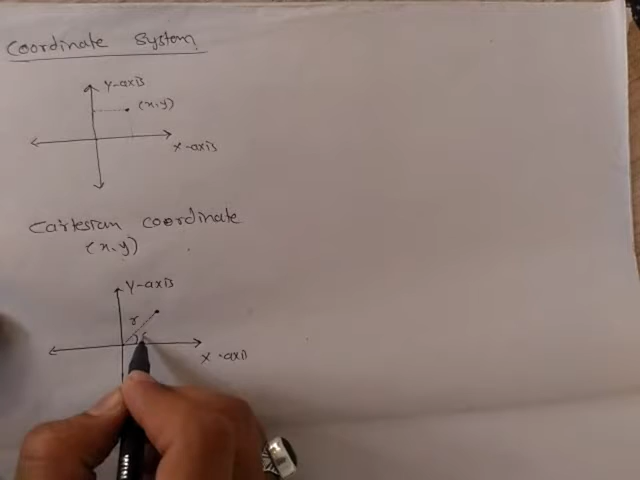 Coordinate System
Y-axis
(x,y)
X-axis
Cartesian coordinate
(x,y)
Y-axis
r
X-axis